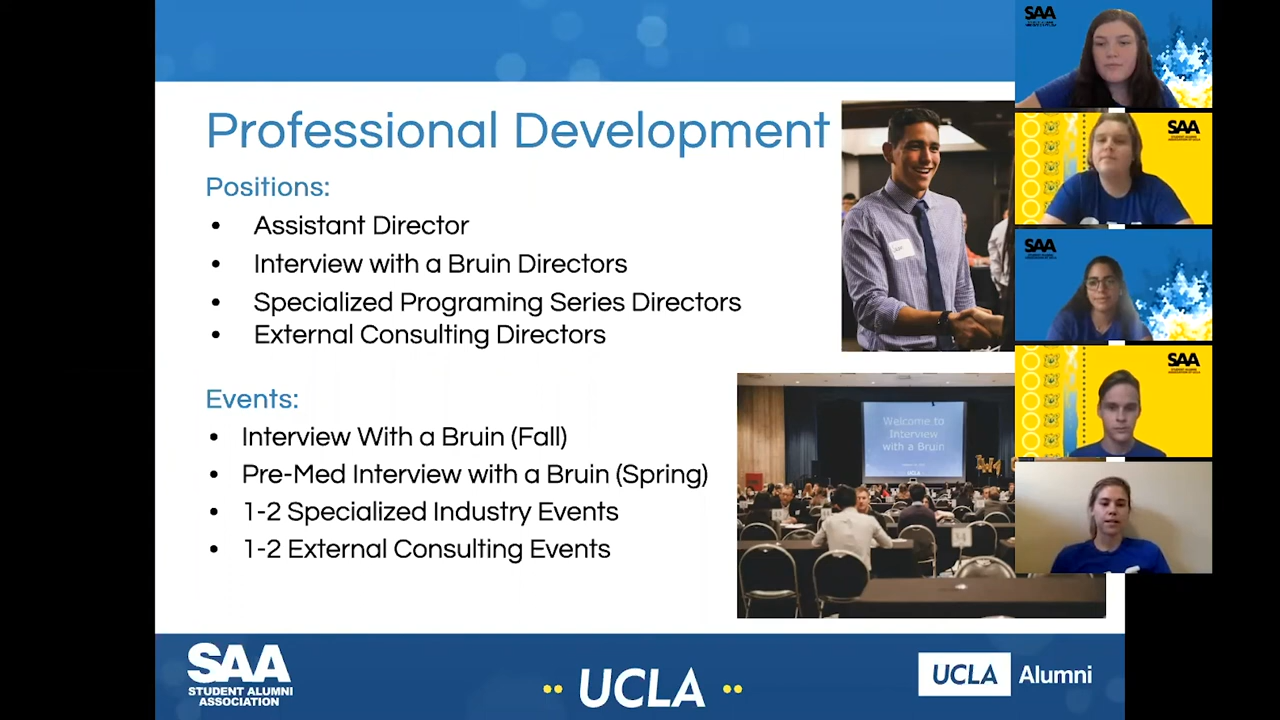 Professional Development
Positions:
• Assistant Director
• Interview with a Bruin Directors
• Specialized Programing Series Directors
• External Consulting Directors
Events:
• Interview With a Bruin (Fall)
• Pre-Med Interview with a Bruin (Spring)
• 1-2 Specialized Industry Events
• 1-2 External Consulting Events
Welcome to
Interview
with a Bruin
UCLA
SAA
SAA
SAA
SAA
SAA
STUDENT ALUMNI
ASSOCIATION
UCLA
UCLA Alumni